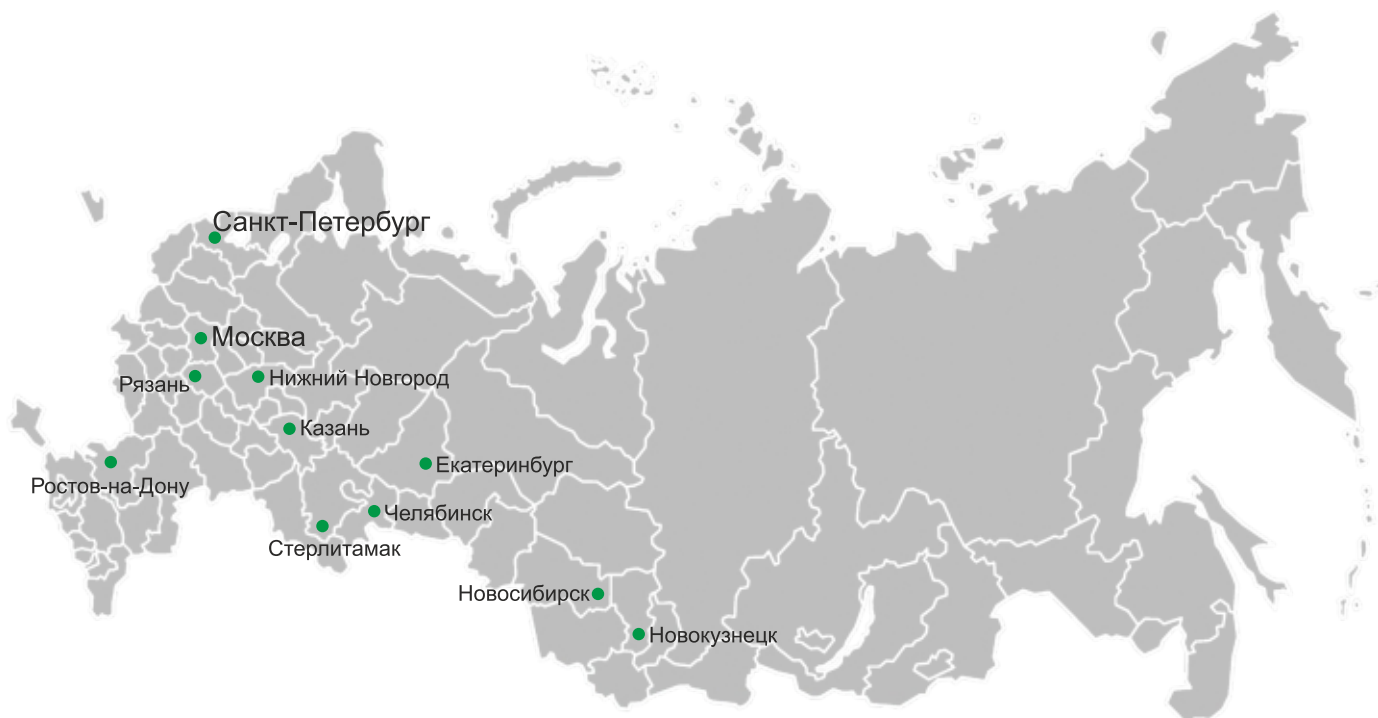 Санкт-Петербург
Москва
Рязань
Нижний Новгород
Казань
Ростов-на-Дону
Екатеринбург
Челябинск
Стерлитамак
Новосибирск
Новокузнецк